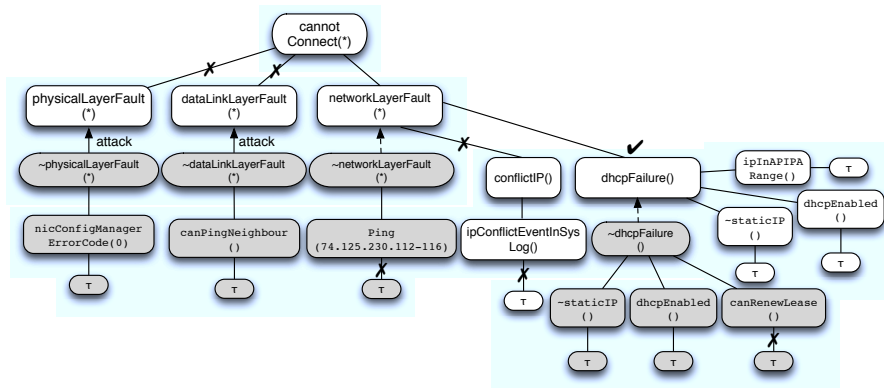 cannot
Connect(*)
physicalLayerFault
(*)
dataLinkLayerFault
(*)
networkLayerFault
(*)
attack
attack
~physicalLayerFault
(*)
~dataLinkLayerFault
(*)
~networkLayerFault
(*)
conflictIP()
dhcpFailure()
ipInAPIPA
Range()
τ
dhcpEnabled
()
~staticIP
()
τ
τ
nicConfigManager
ErrorCode(0)
canPingNeighbour
()
Ping
(74.125.230.112-116)
ipConflictEventInSys
Log()
~dhcpFailure
()
τ
τ
τ
τ
~staticIP
()
dhcpEnabled
()
canRenewLease
()
τ
τ
τ